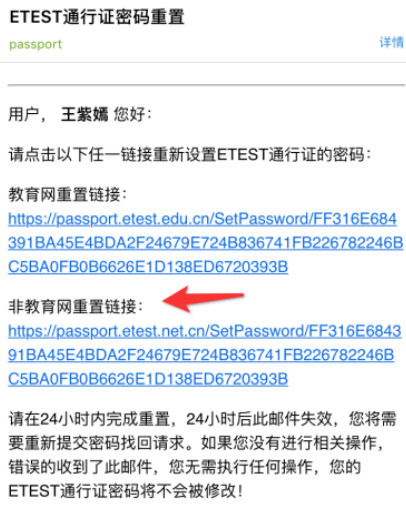 ETEST通行证密码重置
passport 详情
用户， 王紫嫣 您好：
请点击以下任一链接重新设置ETEST通行证的密码：
教育网重置链接：
https://passport.etest.edu.cn/SetPassword/FF316E684
391BA45E4BDA2F24679E724B836741FB226782246B
C5BA0FB0B6626E1D138ED6720393B
非教育网重置链接：
https://passport.etest.net.cn/SetPassword/FF316E6843
91BA45E4BDA2F24679E724B836741FB22678​2246B
C5BA0FB0B6626E1D138ED6720393B
请在24小时内完成重置，24小时后此邮件失效，您将需
要重新提交密码找回请求。如果您没有进行相关操作，
错误的收到了此邮件，您无需执行任何操作，您的
ETEST通行证密码将不会被修改！